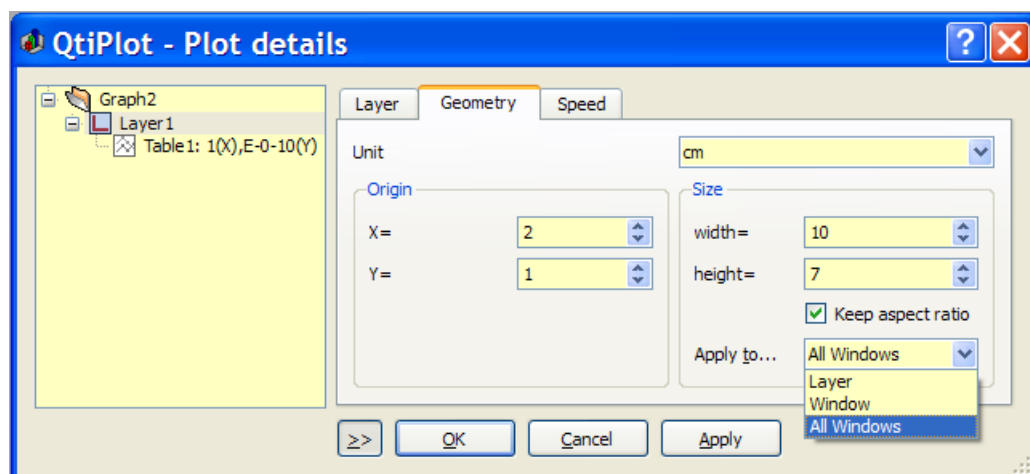 QtiPlot - Plot details
Graph2
Layer1
Table1: 1(X),E-0-10(Y)
Layer Geometry Speed
Unit cm
Origin Size
X= 2 width= 10
Y= 1 height= 7
Keep aspect ratio
Apply to... All Windows
Layer
Window
All Windows
>> OK Cancel Apply